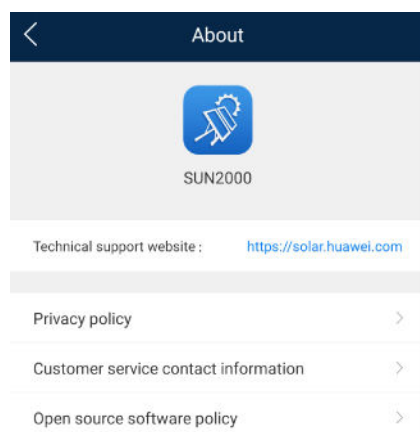 About
SUN2000
Technical support website : https://solar.huawei.com
Privacy policy
Customer service contact information
Open source software policy